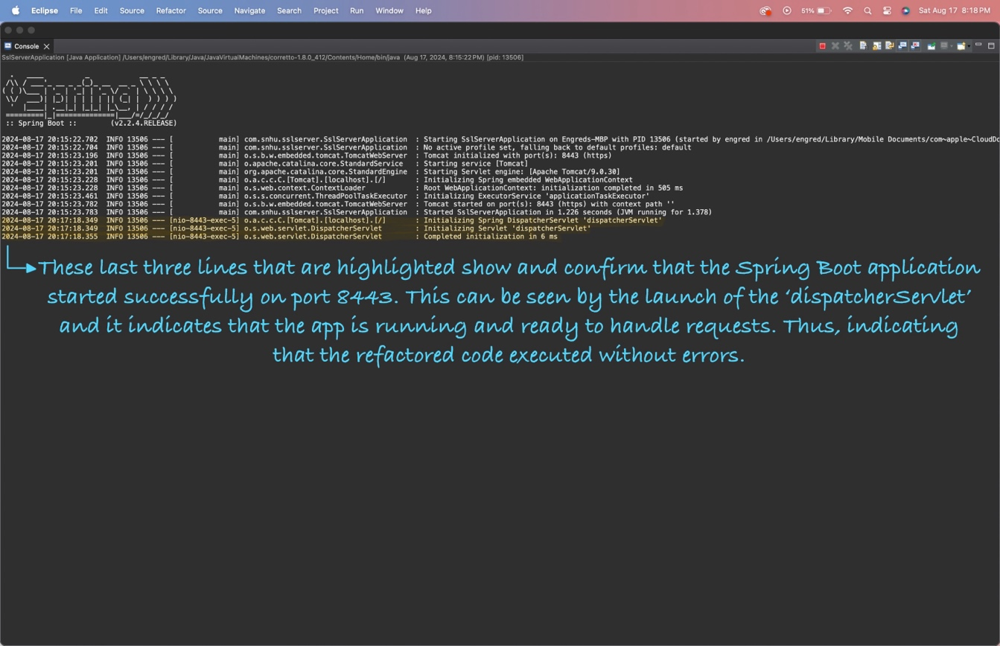 Eclipse File Edit Source Refactor Source Navigate Search Project Run Window Help 51% Sat Aug 17 8:18 PM
Console
SslServerApplication [Java Application] /Users/engred/Library/Java/JavaVirtualMachines/corretto-1.8.0_412/Contents/Home/bin/java (Aug 17, 2024, 8:15:22 PM) [pid: 13506]
Spring
:: Spring Boot :: (v2.2.4.RELEASE)
2024-08-17 20:15:22.702 INFO 13506 --- [ main] com.snhu.sslserver.SslServerApplication : Starting SslServerApplication on Engreds-MBP with PID 13506 (started by engred in /Users/engred/Library/Mobile Documents/com~apple~CloudDo
2024-08-17 20:15:22.704 INFO 13506 --- [ main] com.snhu.sslserver.SslServerApplication : No active profile set, falling back to default profiles: default
2024-08-17 20:15:23.196 INFO 13506 --- [ main] o.s.b.w.embedded.tomcat.TomcatWebServer : Tomcat initialized with port(s): 8443 (https)
2024-08-17 20:15:23.201 INFO 13506 --- [ main] o.apache.catalina.core.StandardService : Starting service [Tomcat]
2024-08-17 20:15:23.201 INFO 13506 --- [ main] org.apache.catalina.core.StandardEngine : Starting Servlet engine: [Apache Tomcat/9.0.30]
2024-08-17 20:15:23.228 INFO 13506 --- [ main] o.a.c.c.C.[Tomcat].[localhost].[/] : Initializing Spring embedded WebApplicationContext
2024-08-17 20:15:23.228 INFO 13506 --- [ main] o.s.web.context.ContextLoader : Root WebApplicationContext: initialization completed in 505 ms
2024-08-17 20:15:23.461 INFO 13506 --- [ main] o.s.s.concurrent.ThreadPoolTaskExecutor : Initializing ExecutorService 'applicationTaskExecutor'
2024-08-17 20:15:23.782 INFO 13506 --- [ main] o.s.b.w.embedded.tomcat.TomcatWebServer : Tomcat started on port(s): 8443 (https) with context path ''
2024-08-17 20:15:23.783 INFO 13506 --- [ main] com.snhu.sslserver.SslServerApplication : Started SslServerApplication in 1.226 seconds (JVM running for 1.378)
2024-08-17 20:17:18.349 INFO 13506 --- [nio-8443-exec-5] o.a.c.c.C.[Tomcat].[localhost].[/] : Initializing Spring DispatcherServlet 'dispatcherServlet'
2024-08-17 20:17:18.349 INFO 13506 --- [nio-8443-exec-5] o.s.web.servlet.DispatcherServlet : Initializing Servlet 'dispatcherServlet'
2024-08-17 20:17:18.355 INFO 13506 --- [nio-8443-exec-5] o.s.web.servlet.DispatcherServlet : Completed initialization in 6 ms
These last three lines that are highlighted show and confirm that the Spring Boot application
started successfully on port 8443. This can be seen by the launch of the ‘dispatcherServlet’
and it indicates that the app is running and ready to handle requests. Thus, indicating
that the refactored code executed without errors.